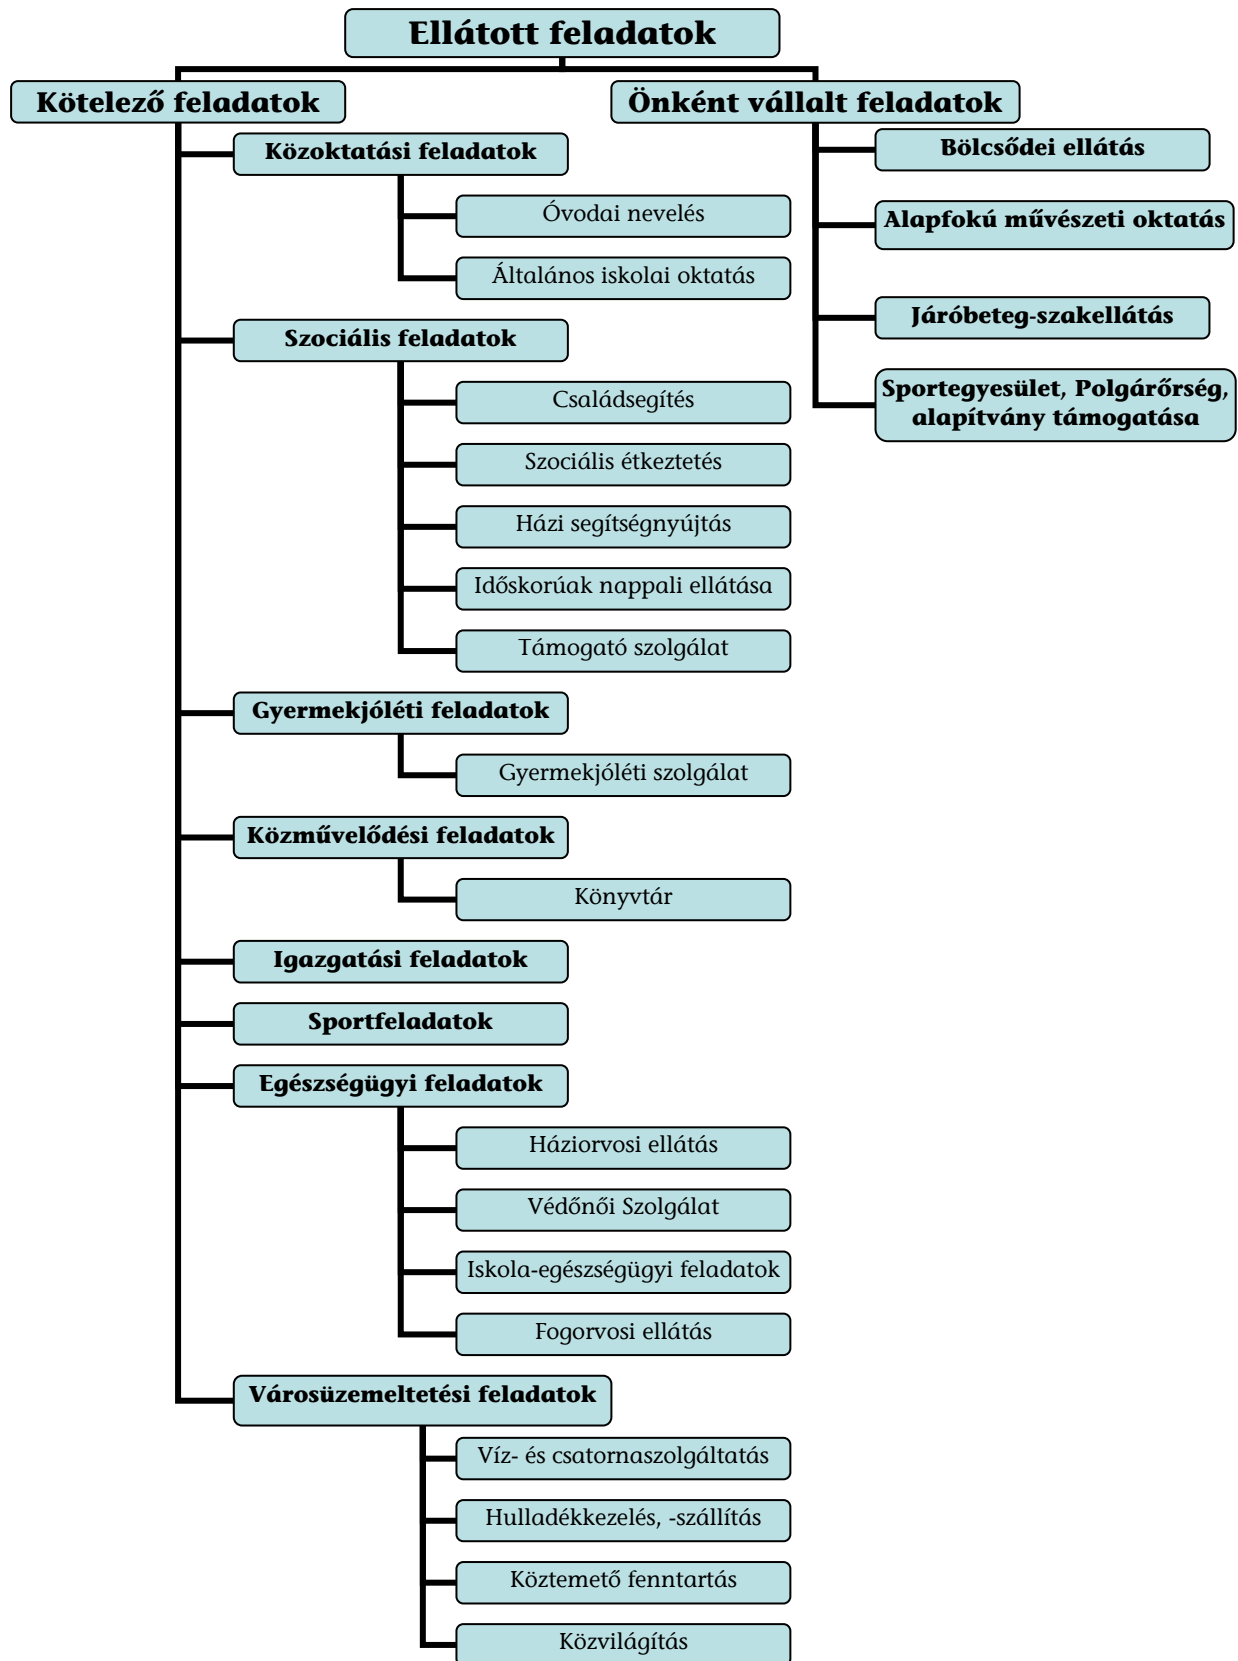 Ellátott feladatok
Kötelező feladatok
Közoktatási feladatok
Óvodai nevelés
Általános iskolai oktatás
Szociális feladatok
Családsegítés
Szociális étkeztetés
Házi segítségnyújtás
Időskorúak nappali ellátása
Támogató szolgálat
Gyermekjóléti feladatok
Gyermekjóléti szolgálat
Közművelődési feladatok
Könyvtár
Igazgatási feladatok
Sportfeladatok
Egészségügyi feladatok
Háziorvosi ellátás
Védőnői Szolgálat
Iskola-egészségügyi feladatok
Fogorvosi ellátás
Városüzemeltetési feladatok
Víz- és csatornaszolgáltatás
Hulladékkezelés, -szállítás
Köztemető fenntartás
Közvilágítás
Önként vállalt feladatok
Bölcsődei ellátás
Alapfokú művészeti oktatás
Járóbeteg-szakellátás
Sportegyesület, Polgárőrség,
alapítvány támogatása